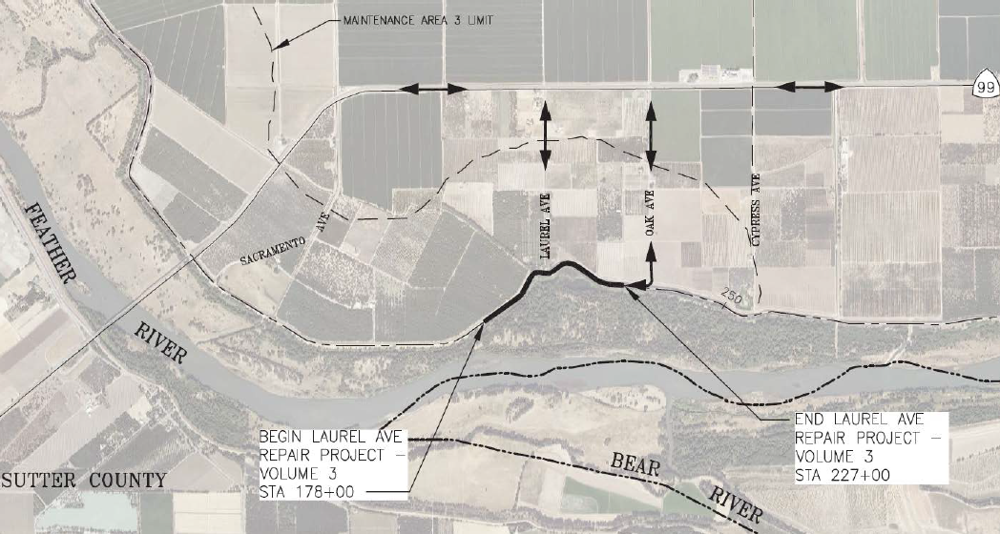 MAINTENANCE AREA 3 LIMIT
99
FEATHER
RIVER
SACRAMENTO AVE
LAUREL AVE
OAK AVE
CYPRESS AVE
250
BEGIN LAUREL AVE
REPAIR PROJECT -
VOLUME 3
STA 178+00
END LAUREL AVE
REPAIR PROJECT -
VOLUME 3
STA 227+00
SUTTER COUNTY
BEAR
RIVER